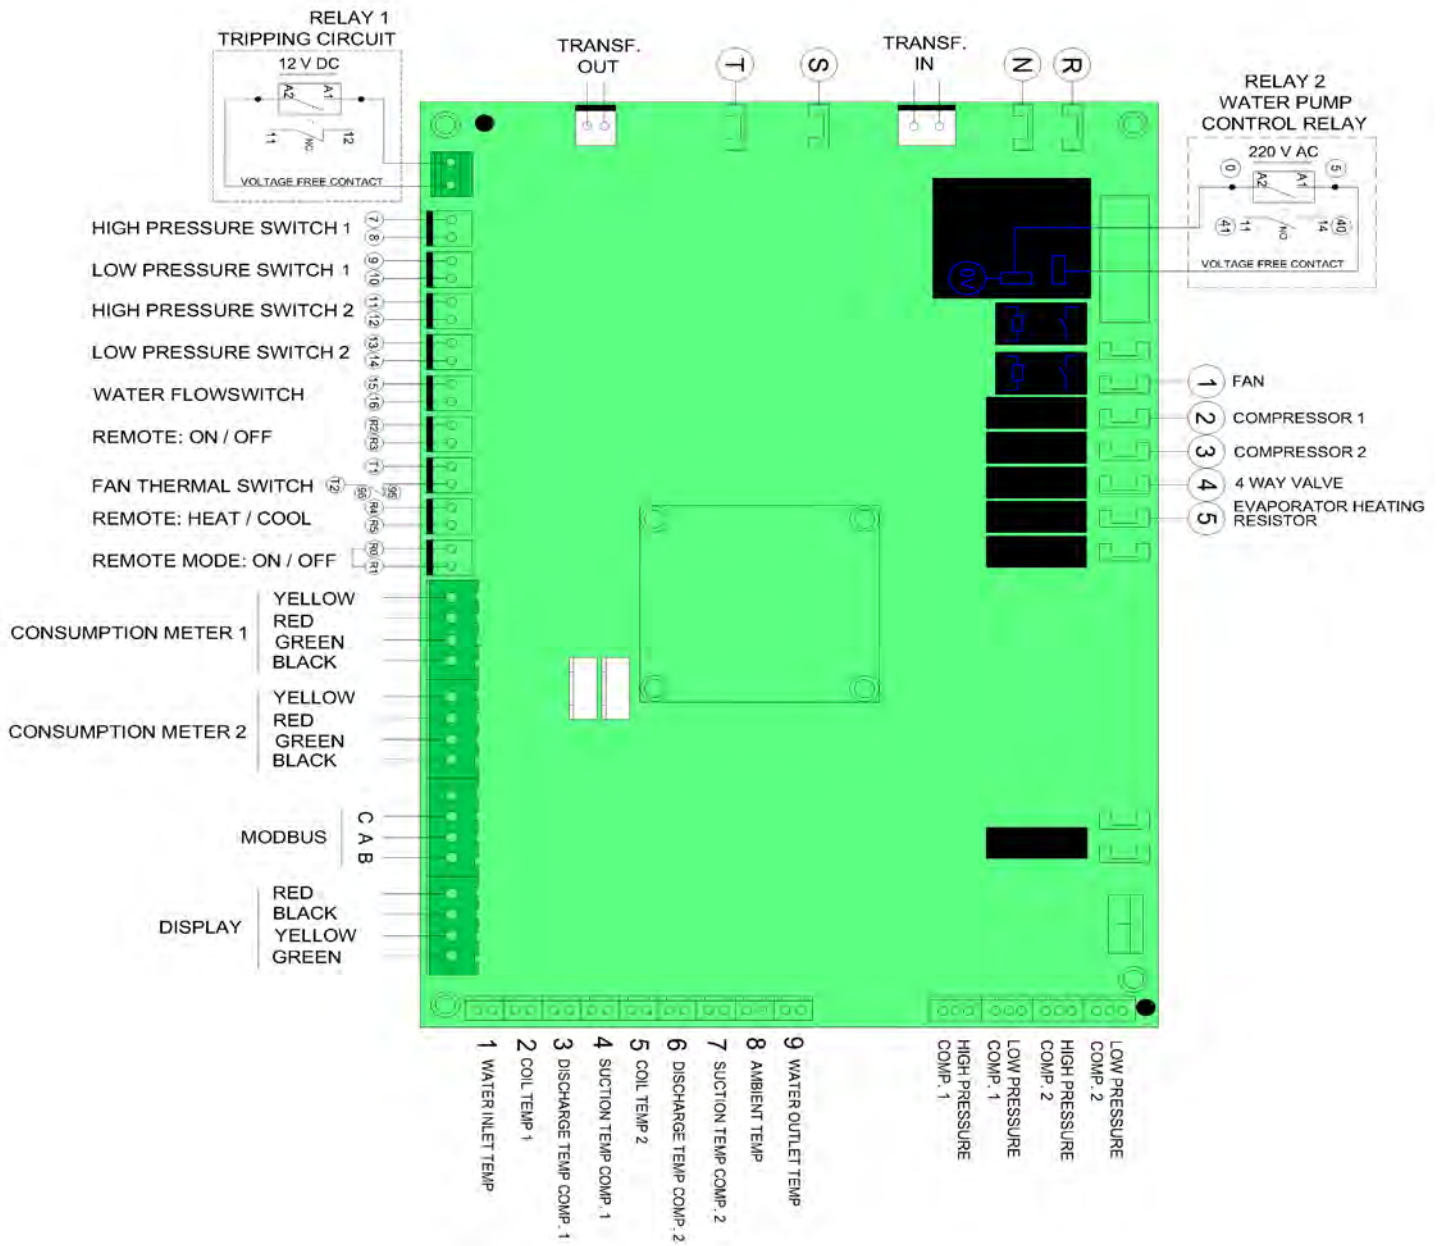 RELAY 1
TRIPPING CIRCUIT
12 V DC
A2
A1
11
NO
12
VOLTAGE FREE CONTACT
TRANSF.
OUT
T
S
TRANSF.
IN
N
R
RELAY 2
WATER PUMP
CONTROL RELAY
220 V AC
0
A2
A1
5
41
11
NO
14
40
VOLTAGE FREE CONTACT
0V
HIGH PRESSURE SWITCH 1
7
8
LOW PRESSURE SWITCH 1
9
10
HIGH PRESSURE SWITCH 2
11
12
LOW PRESSURE SWITCH 2
13
14
WATER FLOWSWITCH
15
16
REMOTE: ON / OFF
R2
R3
FAN THERMAL SWITCH
T1
T2
96
95
REMOTE: HEAT / COOL
R4
R5
REMOTE MODE: ON / OFF
R0
R1
1 FAN
2 COMPRESSOR 1
3 COMPRESSOR 2
4 4 WAY VALVE
5 EVAPORATOR HEATING
RESISTOR
CONSUMPTION METER 1
YELLOW
RED
GREEN
BLACK
CONSUMPTION METER 2
YELLOW
RED
GREEN
BLACK
MODBUS
C
A
B
DISPLAY
RED
BLACK
YELLOW
GREEN
1 WATER INLET TEMP
2 COIL TEMP 1
3 DISCHARGE TEMP COMP. 1
4 SUCTION TEMP COMP. 1
5 COIL TEMP 2
6 DISCHARGE TEMP COMP. 2
7 SUCTION TEMP COMP. 2
8 AMBIENT TEMP
9 WATER OUTLET TEMP
HIGH PRESSURE
COMP. 1
LOW PRESSURE
COMP. 1
HIGH PRESSURE
COMP. 2
LOW PRESSURE
COMP. 2